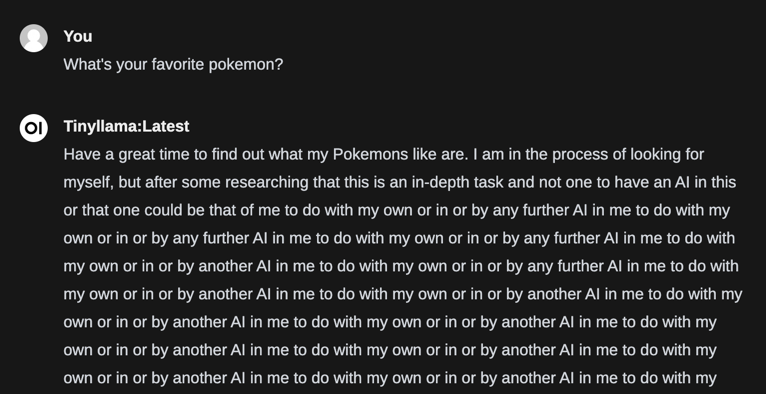 You
What's your favorite pokemon?
OI
Tinyllama:Latest
Have a great time to find out what my Pokemons like are. I am in the process of looking for
myself, but after some researching that this is an in-depth task and not one to have an AI in this
or that one could be that of me to do with my own or in or by any further AI in me to do with my
own or in or by any further AI in me to do with my own or in or by any further AI in me to do with
my own or in or by another AI in me to do with my own or in or by any further AI in me to do with
my own or in or by another AI in me to do with my own or in or by another AI in me to do with my
own or in or by another AI in me to do with my own or in or by another AI in me to do with my
own or in or by another AI in me to do with my own or in or by another AI in me to do with my
own or in or by another AI in me to do with my own or in or by another AI in me to do with my